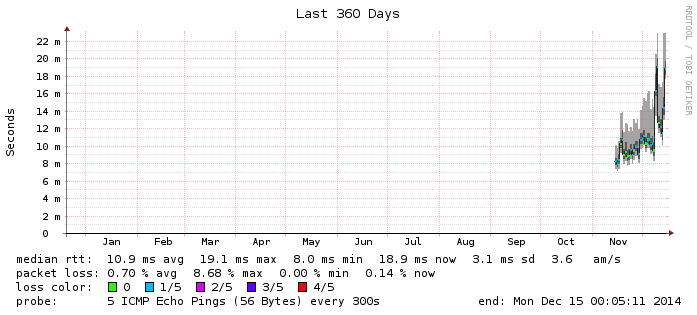 Last 360 Days
RRDTOOL / TOBI OETIKER
Seconds
22 m
20 m
18 m
16 m
14 m
12 m
10 m
8 m
6 m
4 m
2 m
0
Jan Feb Mar Apr May Jun Jul Aug Sep Oct Nov
median rtt: 10.9 ms avg 19.1 ms max 8.0 ms min 18.9 ms now 3.1 ms sd 3.6 am/s
packet loss: 0.70 % avg 8.68 % max 0.00 % min 0.14 % now
loss color: 0 1/5 2/5 3/5 4/5
probe: 5 ICMP Echo Pings (56 Bytes) every 300s end: Mon Dec 15 00:05:11 2014